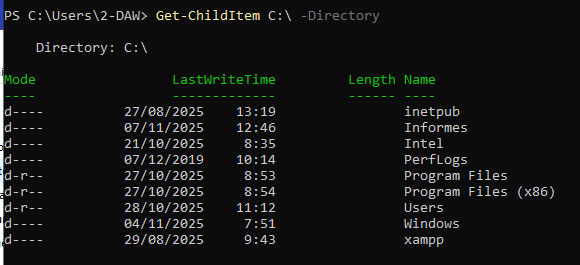 PS C:\Users\2-DAW> Get-ChildItem C:\ -Directory
Directory: C:\
Mode LastWriteTime Length Name
---- ------------- ------ ----
d---- 27/08/2025 13:19 inetpub
d---- 07/11/2025 12:46 Informes
d---- 21/10/2025 8:35 Intel
d---- 07/12/2019 10:14 PerfLogs
d-r-- 27/10/2025 8:53 Program Files
d-r-- 27/10/2025 8:54 Program Files (x86)
d-r-- 28/10/2025 11:12 Users
d---- 04/11/2025 7:51 Windows
d---- 29/08/2025 9:43 xampp